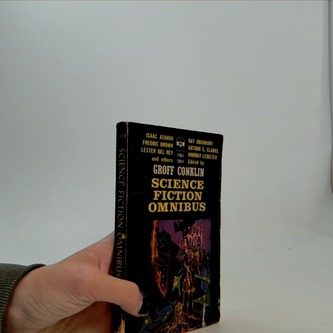 SCIENCE FICTION OMNIBUS
ISAAC ASIMOV
FREDRIC BROWN
LESTER DEL REY
and others
RAY BRADBURY
ARTHUR C. CLARKE
MURRAY LEINSTER
Edited by
50¢
GROFF CONKLIN
SCIENCE
FICTION
OMNIBUS